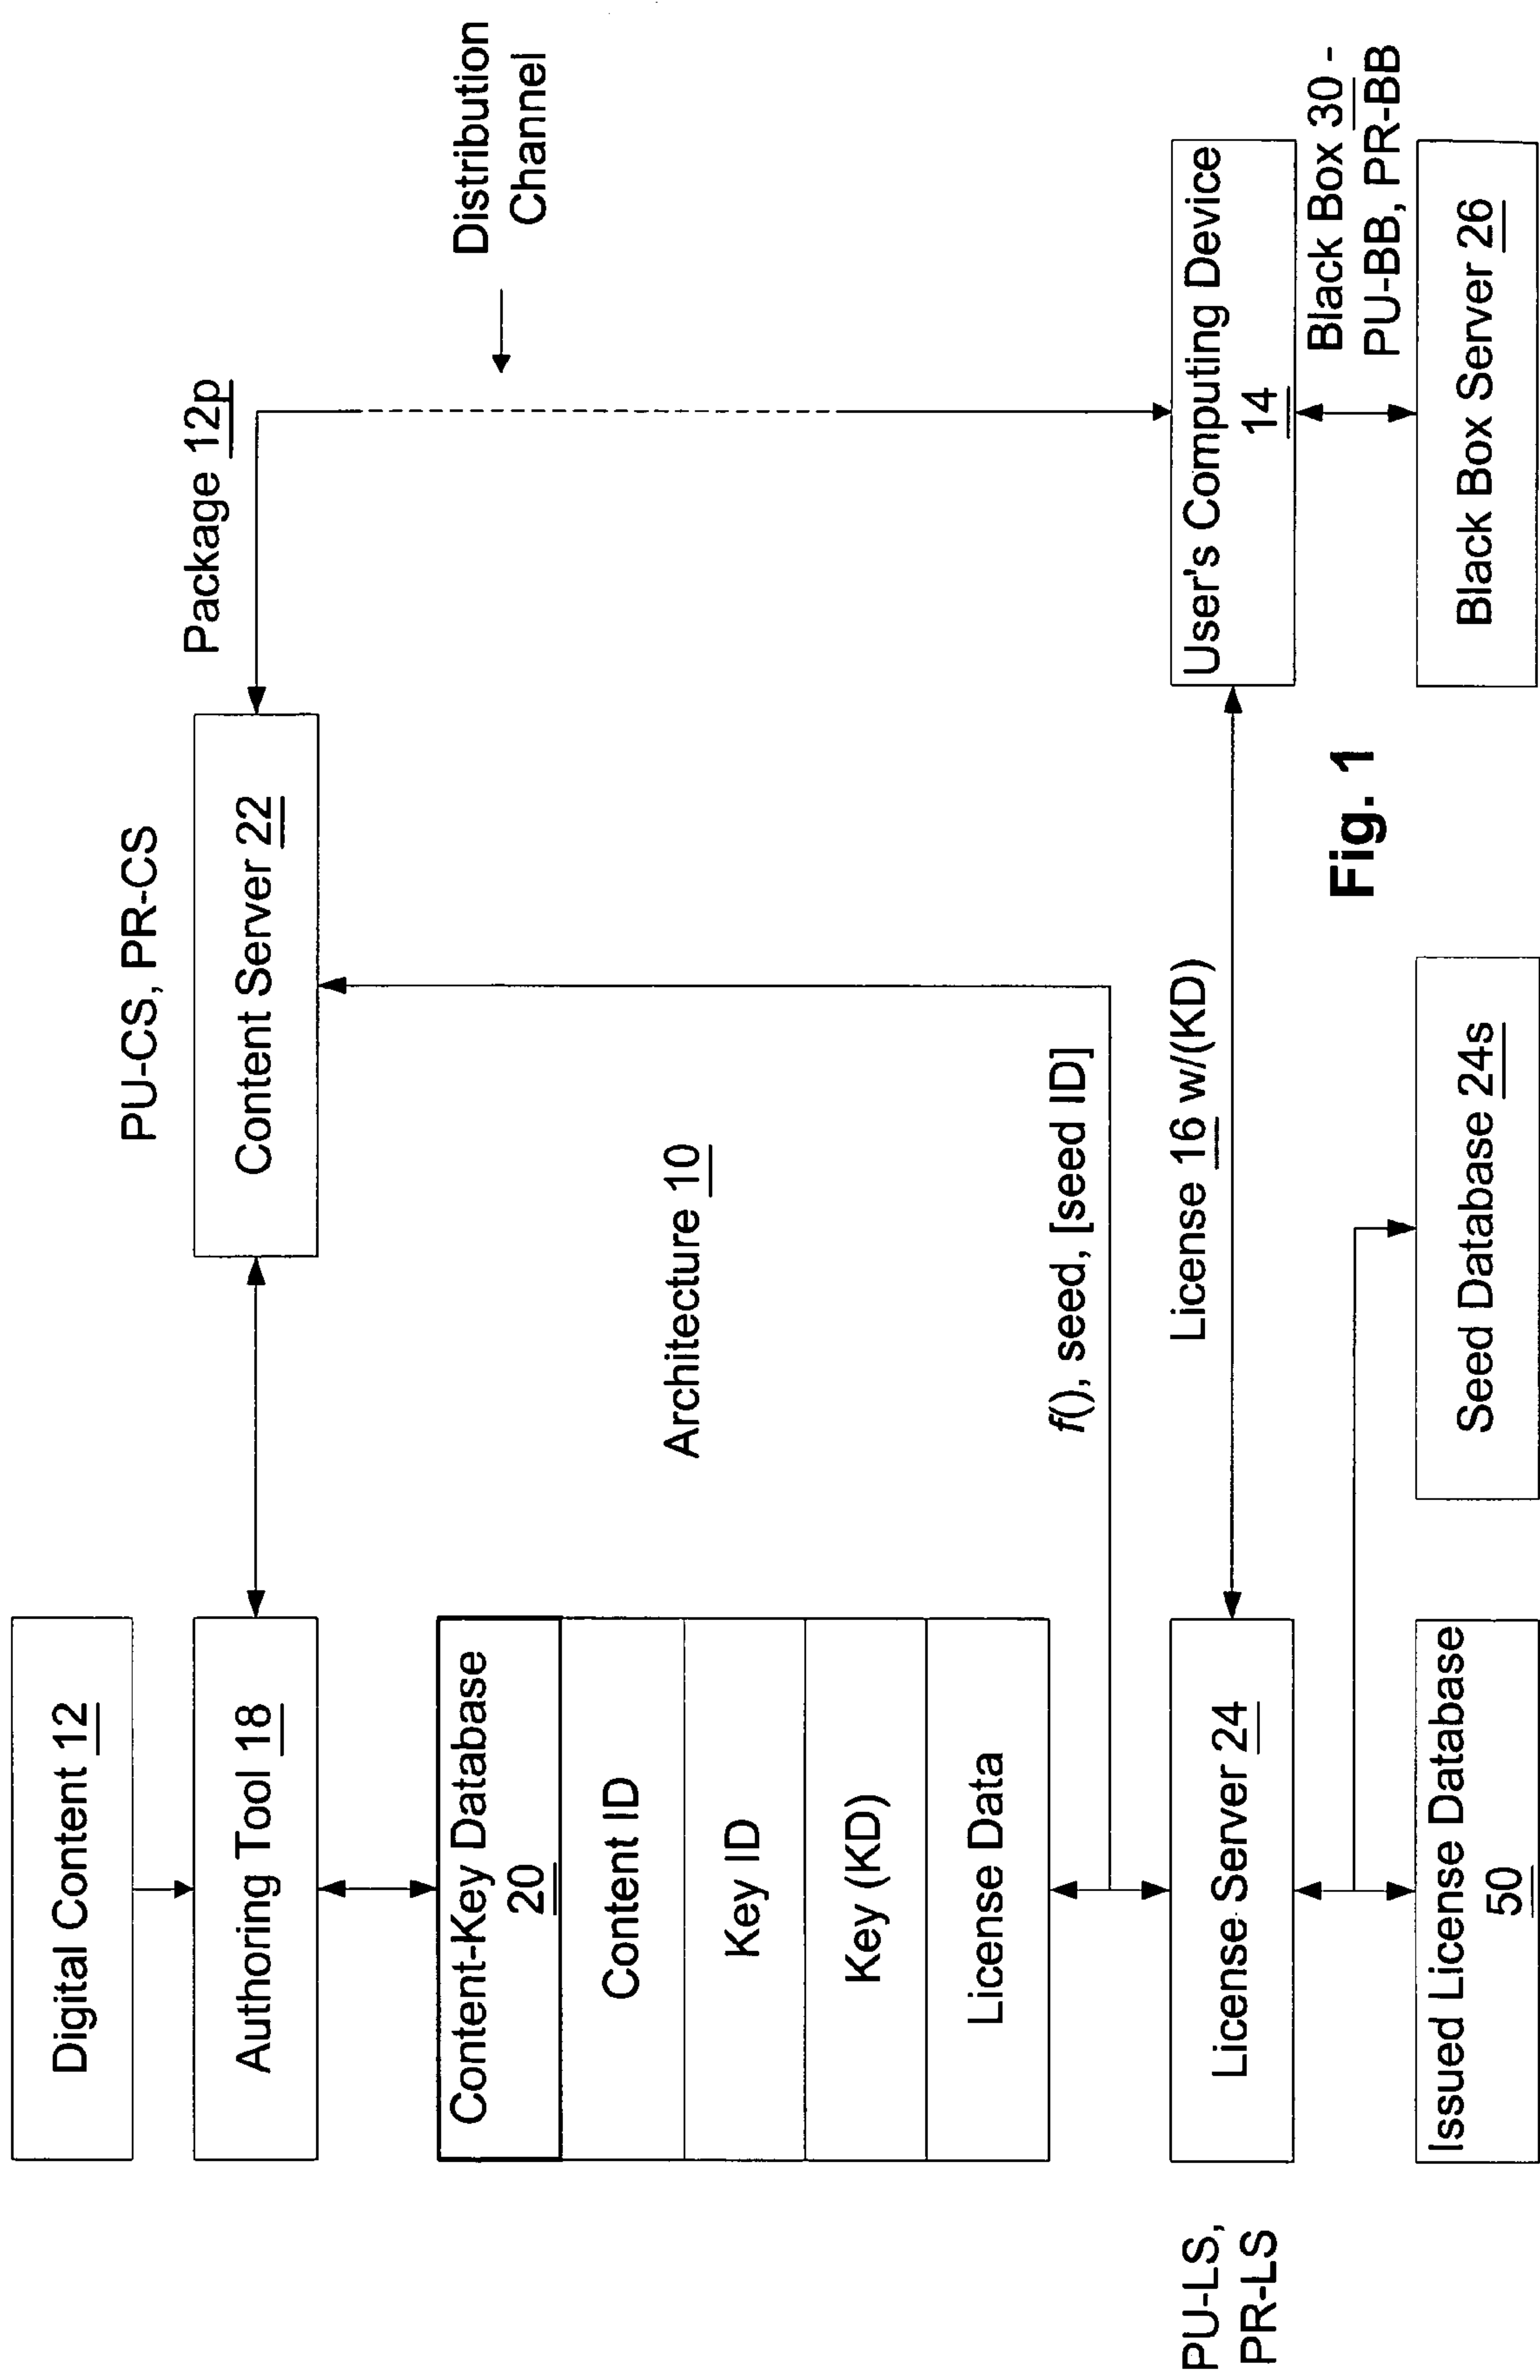 Digital Content 12
PU-CS, PR-CS
Authoring Tool 18
Content Server 22
Package 12p
Content-Key Database
20
Distribution
Channel
Content ID
Architecture 10
Key ID
Key (KD)
License Data
f(), seed, [seed ID]
PU-LS,
PR-LS
License Server 24
License 16 w/(KD)
User's Computing Device
14
Black Box 30 -
PU-BB, PR-BB
Issued License Database
50
Seed Database 24s
Black Box Server 26
Fig. 1